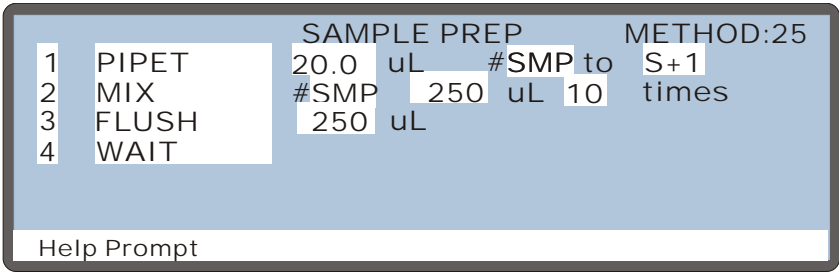 SAMPLE PREP METHOD:25
1 PIPET 20.0 uL #SMP to S+1
2 MIX #SMP 250 uL 10 times
3 FLUSH 250 uL
4 WAIT
Help Prompt